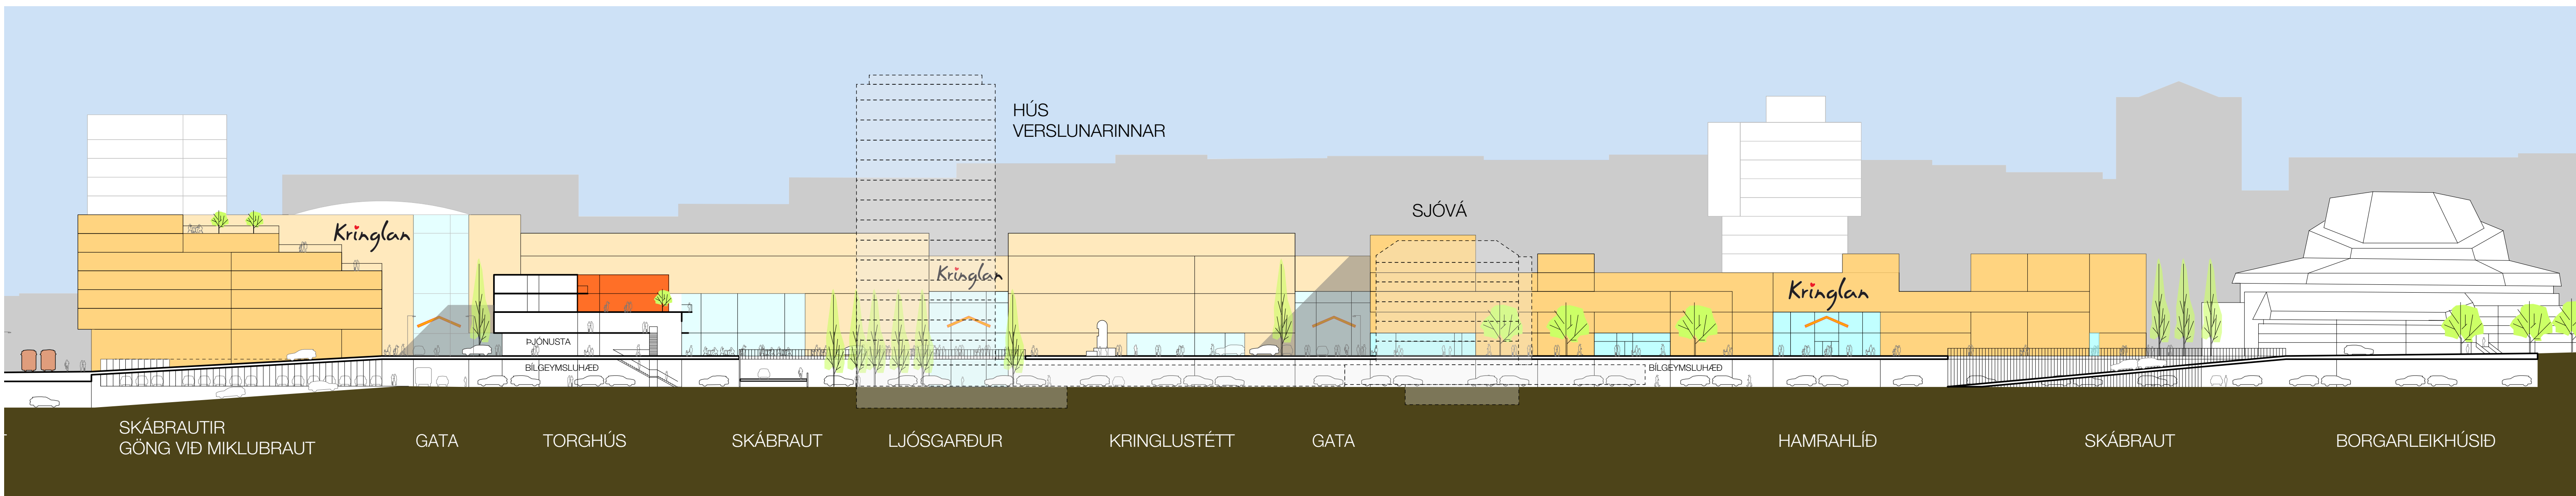 HÚS
VERSLUNARINNAR
SJÓVÁ
Kringlan
Kringlan
Kringlan
ÞJÓNUSTA
BÍLGEYMSLUHÆÐ
BÍLGEYMSLUHÆÐ
SKÁBRAUTIR
GÖNG VIÐ MIKLUBRAUT
GATA
TORGHÚS
SKÁBRAUT
LJÓSGARÐUR
KRINGLUSTÉTT
GATA
HAMRAHLÍÐ
SKÁBRAUT
BORGARLEIKHÚSIÐ